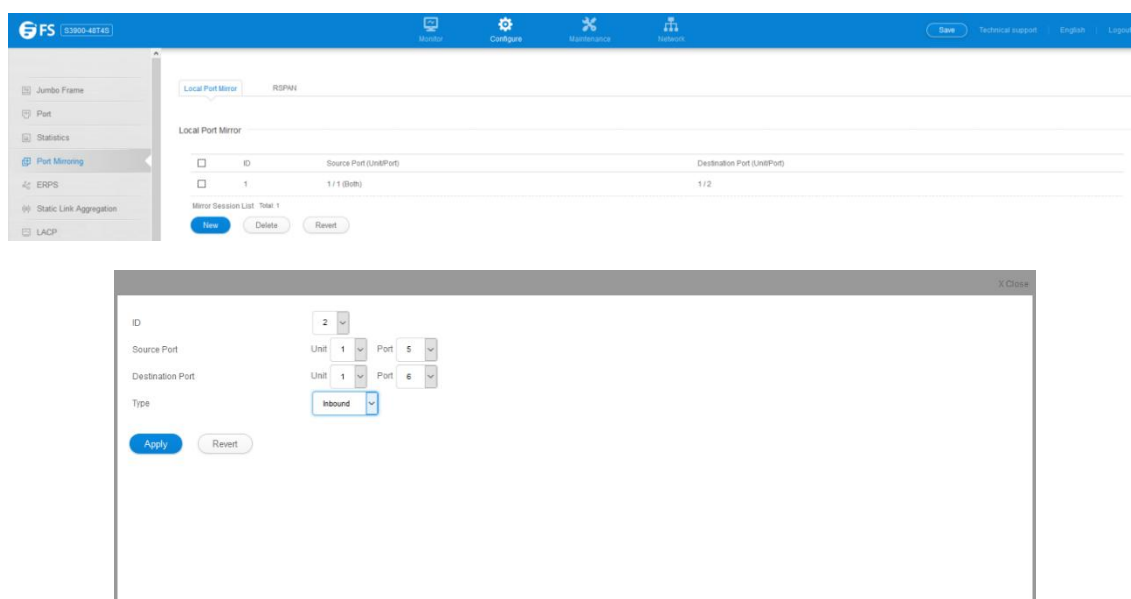 FS S3900-48T4S
Monitor Configure Maintenance Network
Save Technical support | English | Logout
Jumbo Frame
Port
Statistics
Port Mirroring
ERPS
Static Link Aggregation
LACP
Local Port Mirror RSPAN
Local Port Mirror
ID Source Port (Unit/Port) Destination Port (Unit/Port)
1 1 / 1 (Both) 1 / 2
Mirror Session List Total: 1
New Delete Revert
X Close
ID 2
Source Port Unit 1 Port 5
Destination Port Unit 1 Port 6
Type Inbound
Apply Revert